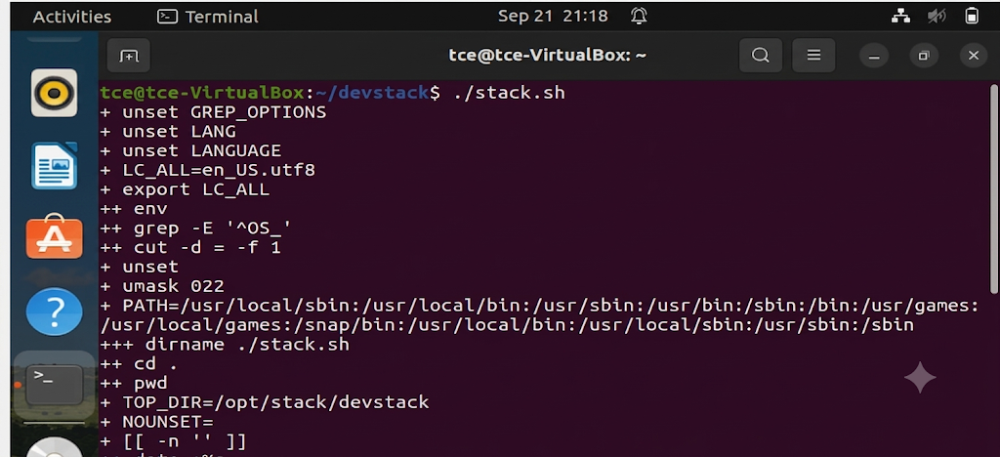 Activities
Terminal
Sep 21 21:18
tce@tce-VirtualBox: ~
tce@tce-VirtualBox:~/devstack$ ./stack.sh
+ unset GREP_OPTIONS
+ unset LANG
+ unset LANGUAGE
+ LC_ALL=en_US.utf8
+ export LC_ALL
++ env
++ grep -E '^OS_'
++ cut -d = -f 1
+ unset
+ umask 022
+ PATH=/usr/local/sbin:/usr/local/bin:/usr/sbin:/usr/bin:/sbin:/bin:/usr/games:
/usr/local/games:/snap/bin:/usr/local/bin:/usr/local/sbin:/usr/sbin:/sbin
+++ dirname ./stack.sh
++ cd .
++ pwd
+ TOP_DIR=/opt/stack/devstack
+ NOUNSET=
+ [[ -n '' ]]